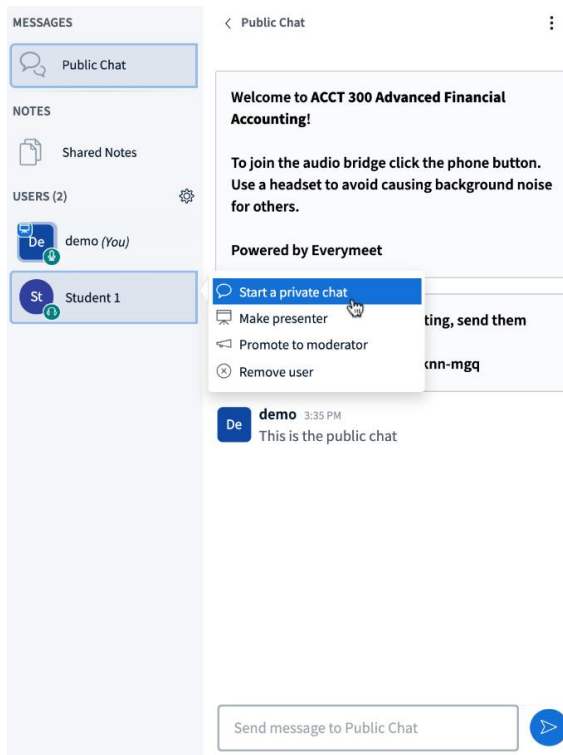 MESSAGES
Public Chat
NOTES
Shared Notes
USERS (2)
De
demo (You)
St
Student 1
Public Chat
Welcome to ACCT 300 Advanced Financial
Accounting!
To join the audio bridge click the phone button.
Use a headset to avoid causing background noise
for others.
Powered by Everymeet
Start a private chat
Make presenter
Promote to moderator
Remove user
ting, send them
knn-mgq
De
demo 3:35 PM
This is the public chat
Send message to Public Chat